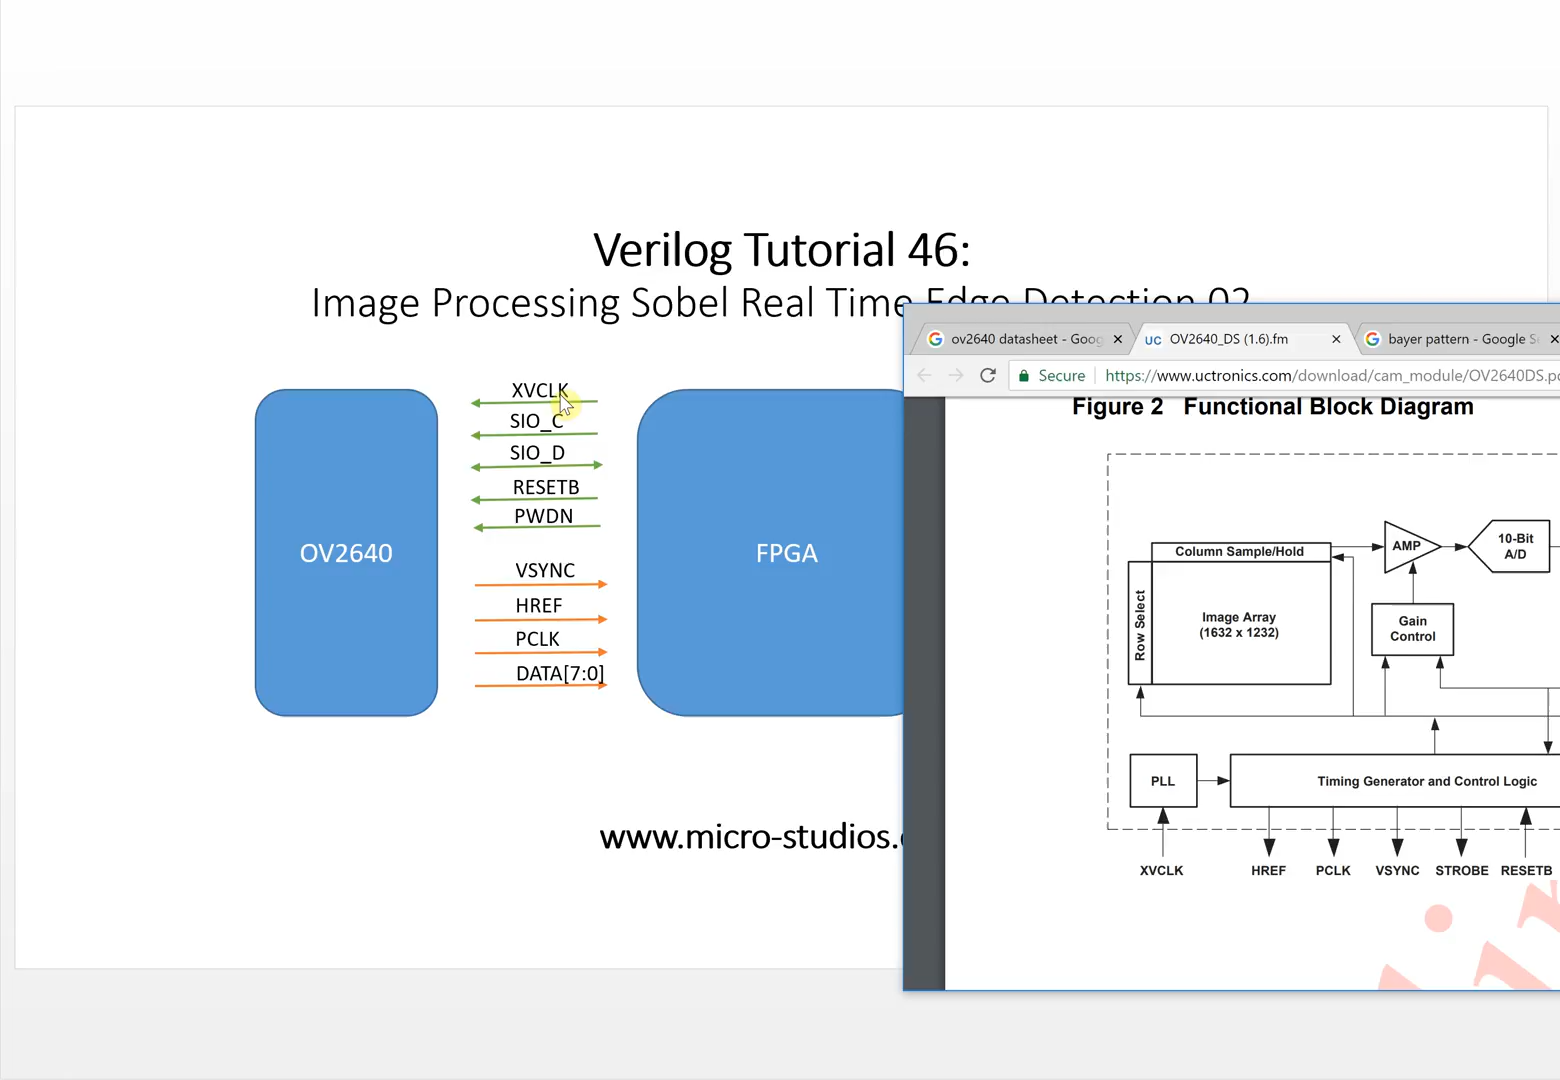 Verilog Tutorial 46:
Image Processing Sobel Real Time Edge Detection 02
XVCLK
SIO_C
SIO_D
RESETB
PWDN
VSYNC
HREF
PCLK
DATA[7:0]
OV2640
FPGA
www.micro-studios.
ov2640 datasheet - Goog
UC OV2640_DS (1.6).fm
bayer pattern - Google S
Secure https://www.uctronics.com/download/cam_module/OV2640DS.p
Figure 2 Functional Block Diagram
Column Sample/Hold
Row Select
Image Array
(1632 x 1232)
AMP
10-Bit
A/D
Gain
Control
PLL
Timing Generator and Control Logic
XVCLK HREF PCLK VSYNC STROBE RESETB